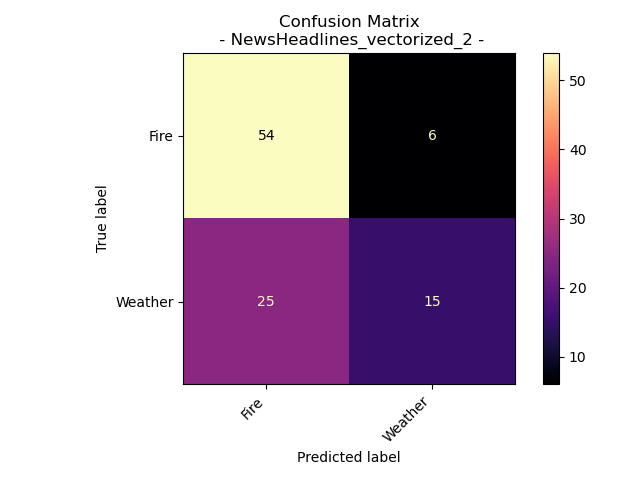 Confusion Matrix
- NewsHeadlines_vectorized_2 -
True label
Fire
54
6
Weather
25
15
Fire
Weather
Predicted label
50
40
30
20
10